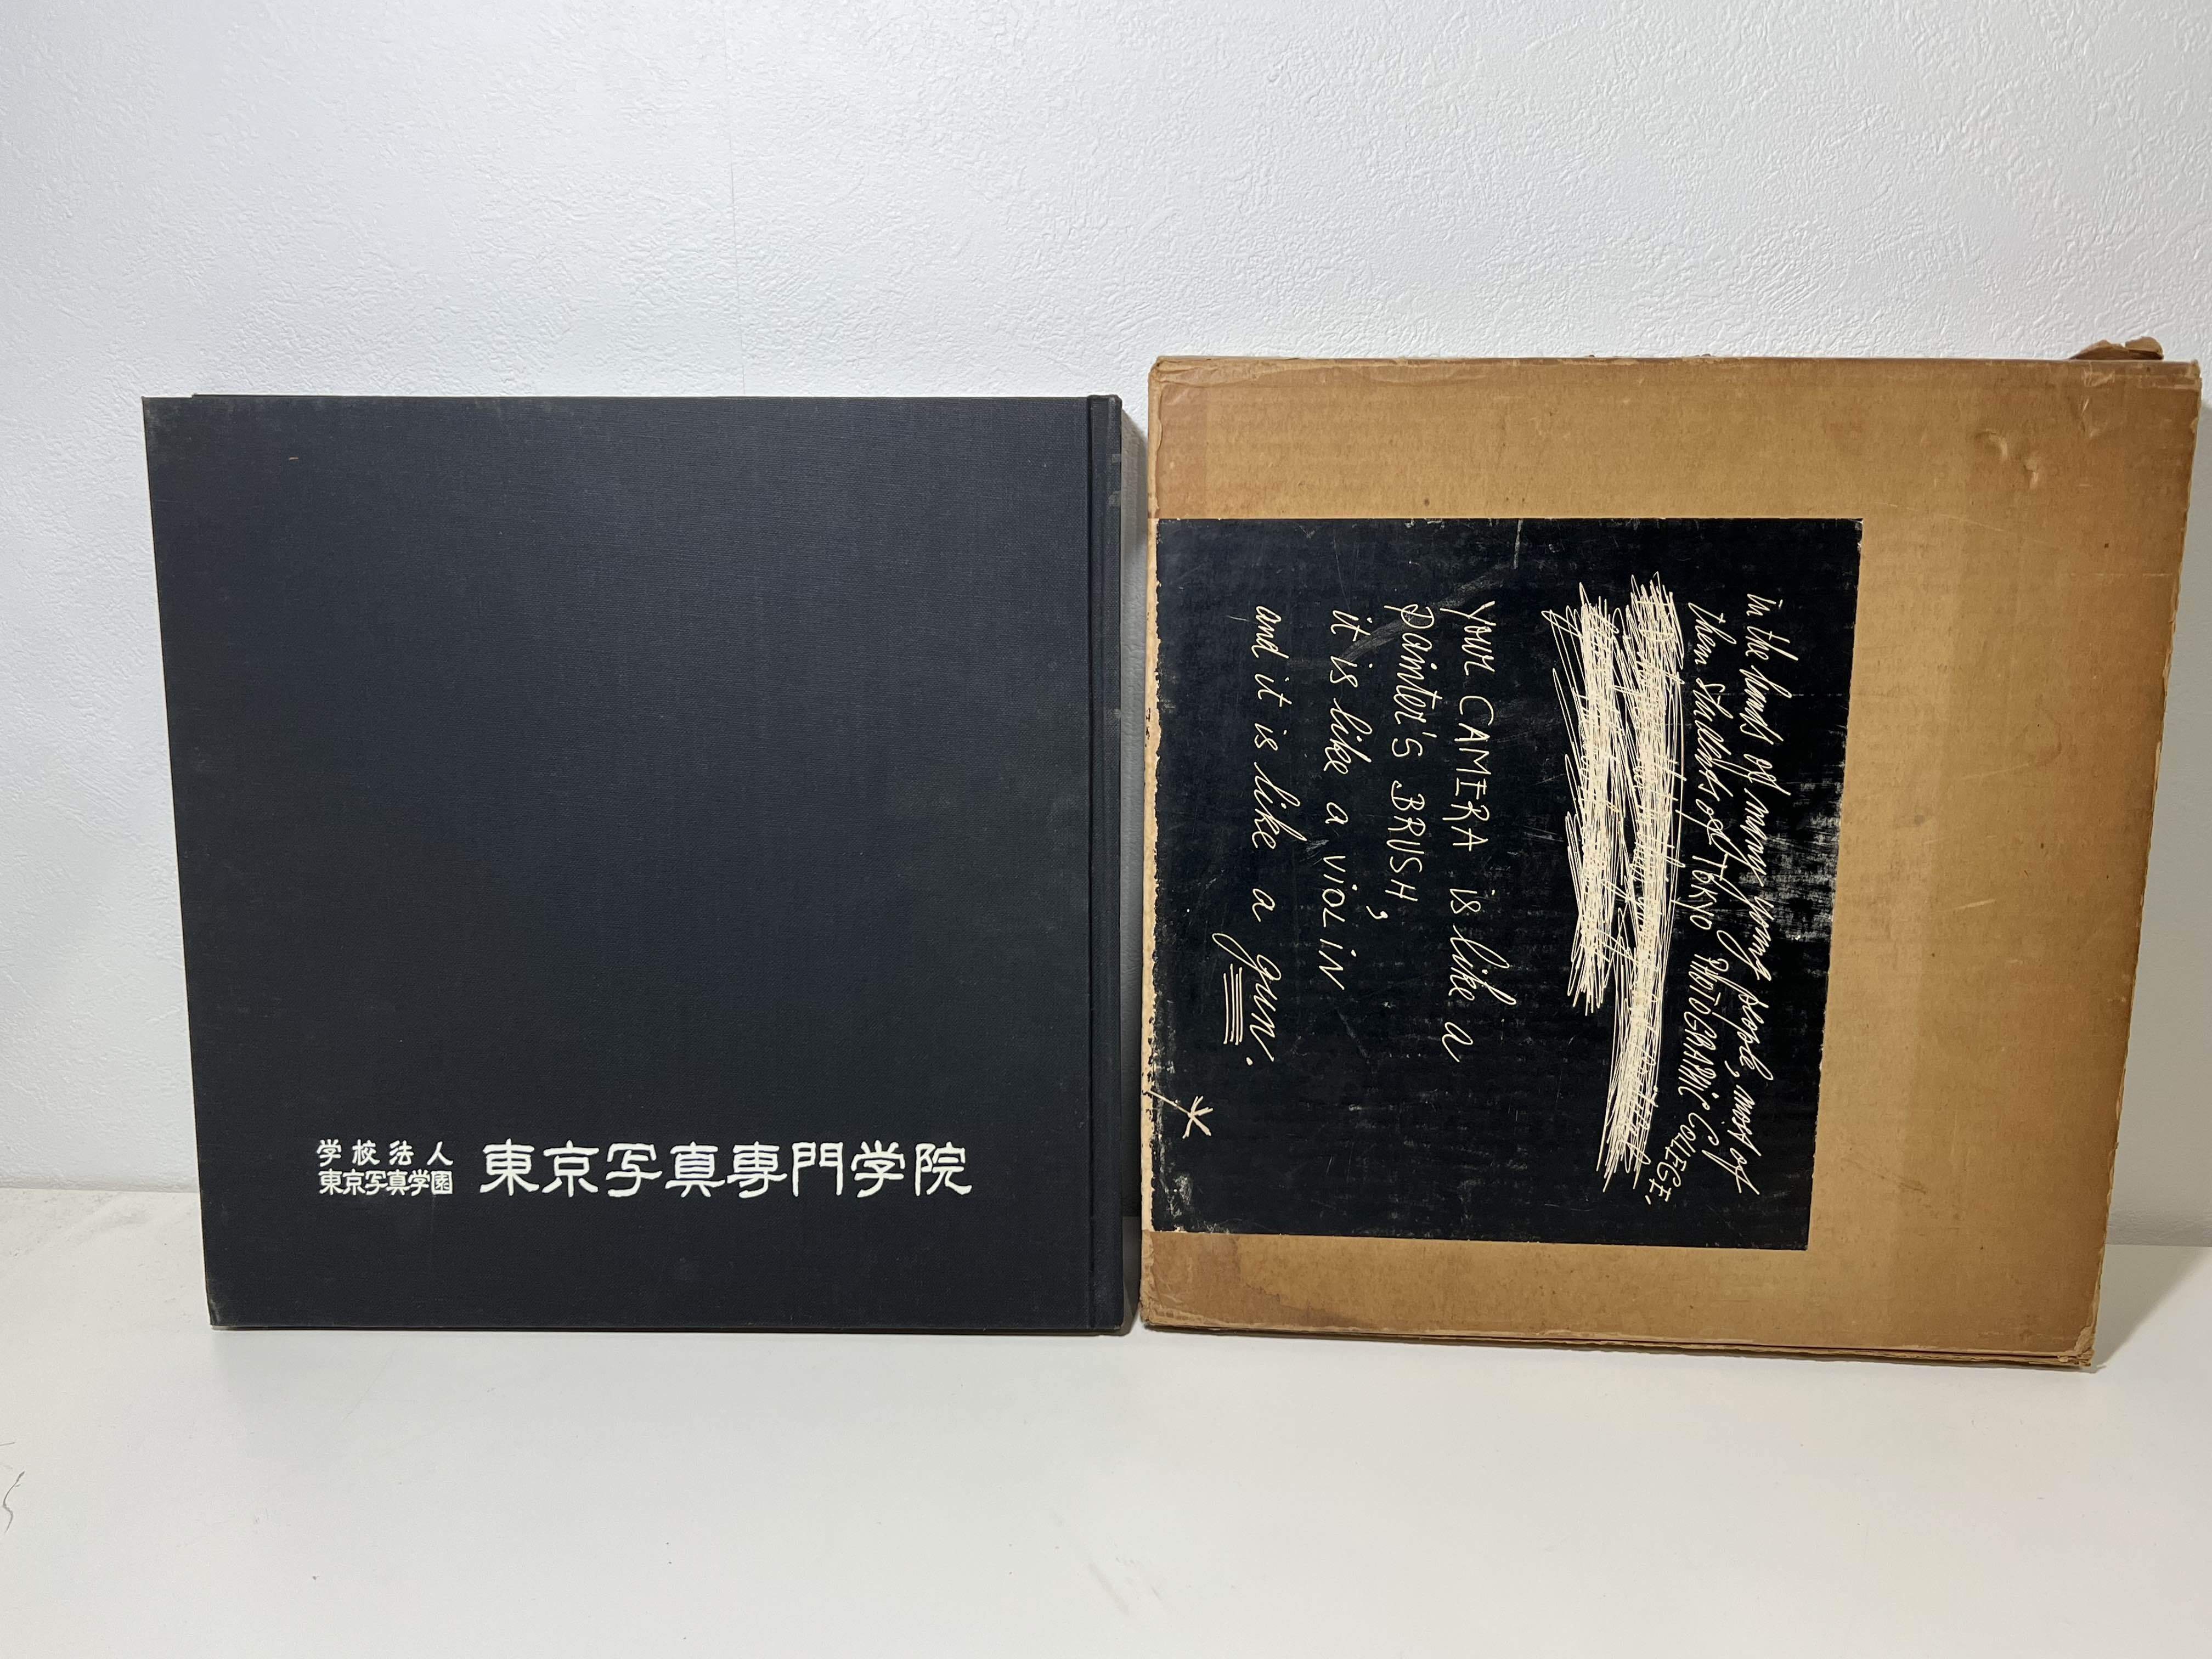 学校法人
東京写真学園
東京写真専門学院
in the hands of many young people, most of
them students of TOKYO PHOTOGRAPHIC COLLEGE.
YOUR CAMERA is like a
painter's BRUSH,
it is like a VIOLIN
and it is like a gun.